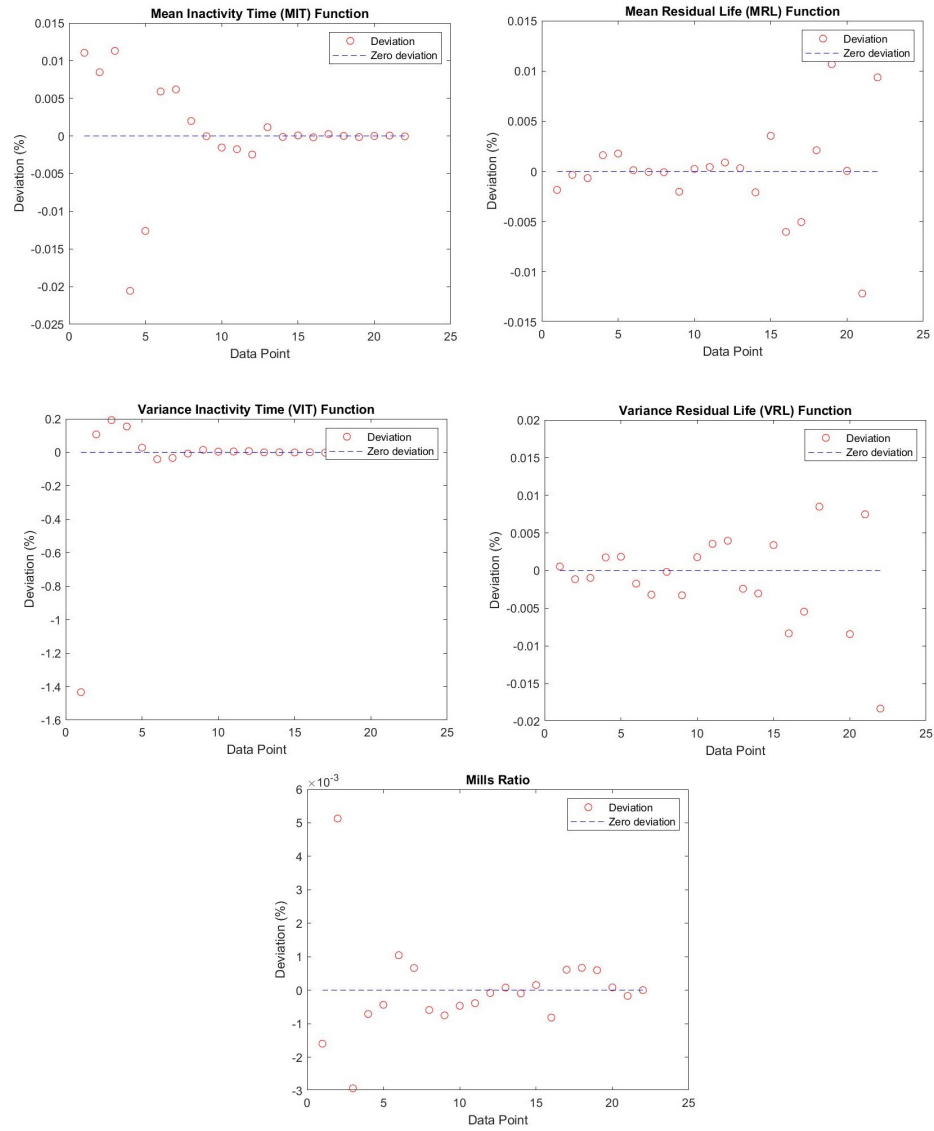 Mean Inactivity Time (MIT) Function
0.015
0.01
0.005
0
-0.005
-0.01
-0.015
-0.02
-0.025
Deviation (%)
Deviation
Zero deviation
0 5 10 15 20 25
Data Point
Mean Residual Life (MRL) Function
0.015
0.01
0.005
0
-0.005
-0.01
-0.015
Deviation (%)
Deviation
Zero deviation
0 5 10 15 20 25
Data Point
Variance Inactivity Time (VIT) Function
0.2
0
-0.2
-0.4
-0.6
-0.8
-1
-1.2
-1.4
-1.6
Deviation (%)
Deviation
Zero deviation
0 5 10 15 20 25
Data Point
Variance Residual Life (VRL) Function
0.02
0.015
0.01
0.005
0
-0.005
-0.01
-0.015
-0.02
Deviation (%)
Deviation
Zero deviation
0 5 10 15 20 25
Data Point
Mills Ratio
×10⁻³
6
5
4
3
2
1
0
-1
-2
-3
Deviation (%)
Deviation
Zero deviation
0 5 10 15 20 25
Data Point